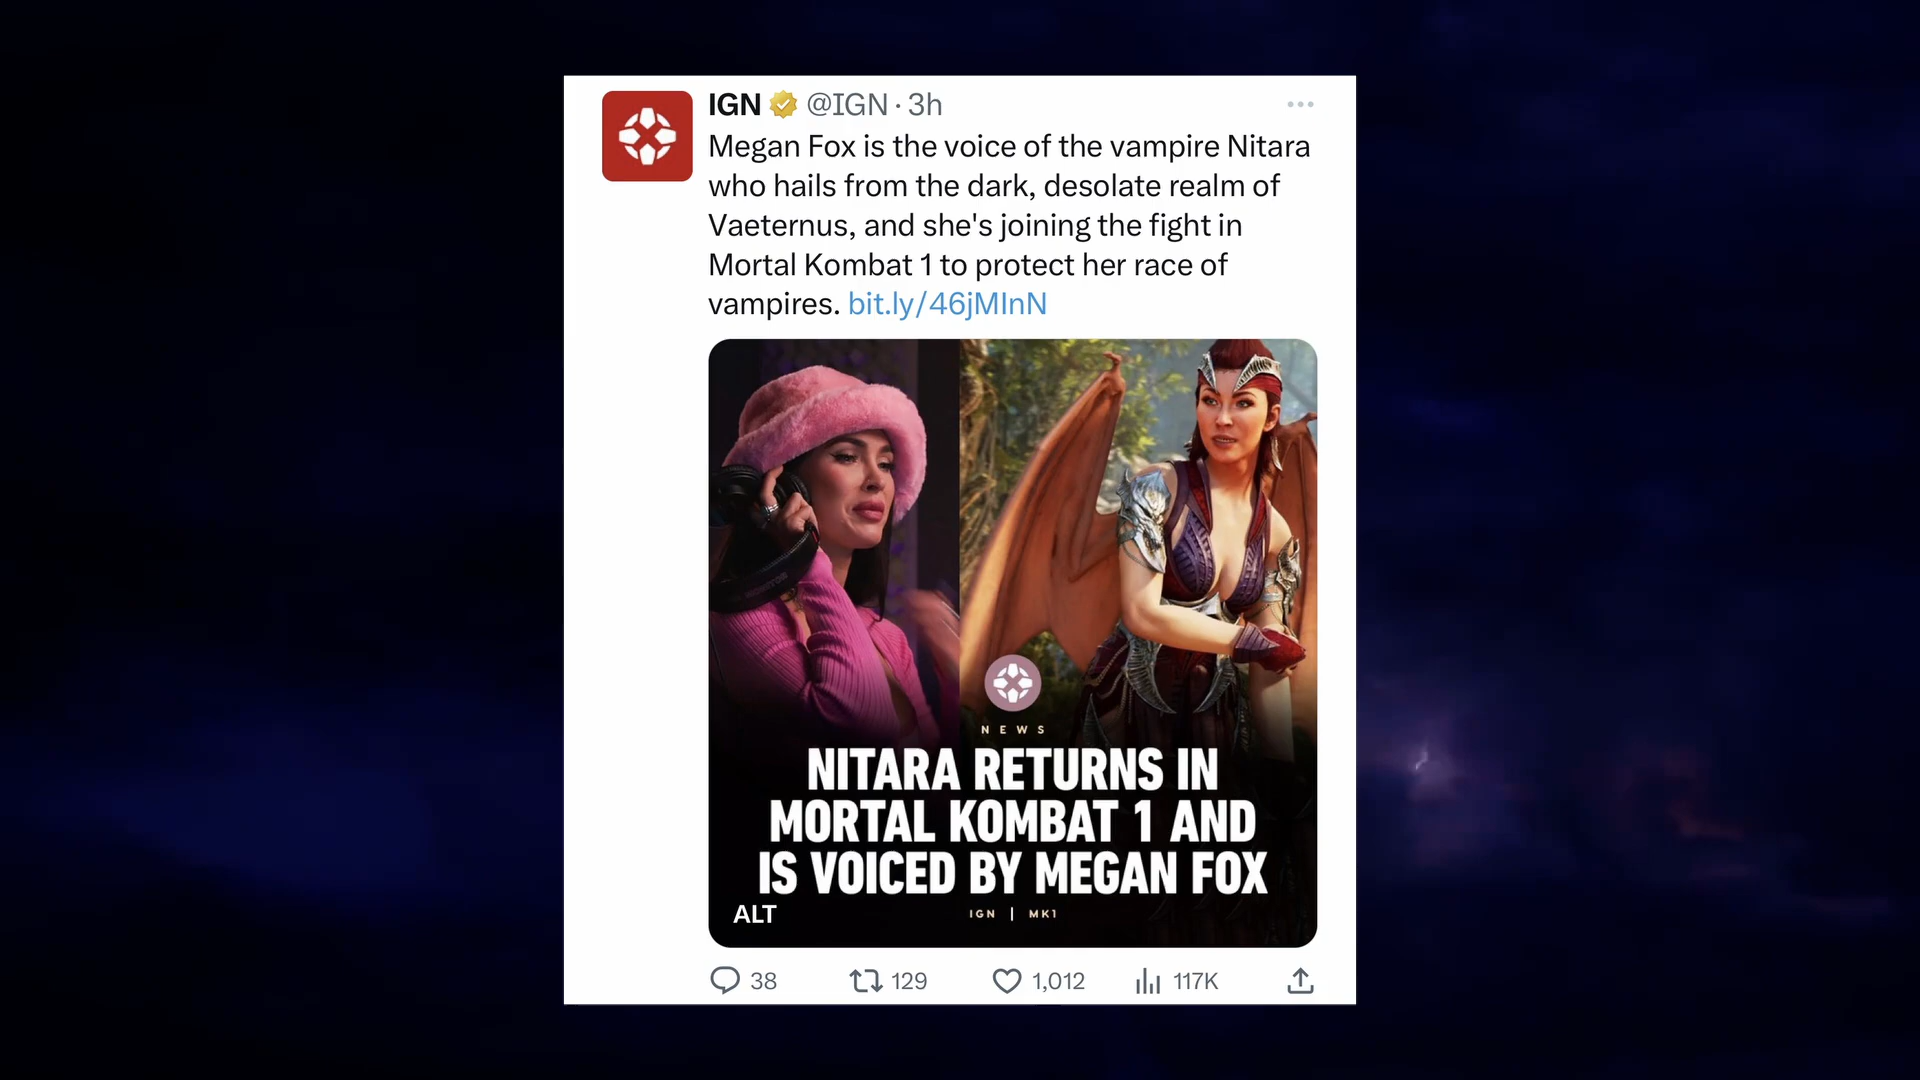 IGN @IGN · 3h
Megan Fox is the voice of the vampire Nitara
who hails from the dark, desolate realm of
Vaeternus, and she's joining the fight in
Mortal Kombat 1 to protect her race of
vampires. bit.ly/46jMInN
NEWS
NITARA RETURNS IN
MORTAL KOMBAT 1 AND
IS VOICED BY MEGAN FOX
ALT
IGN | MK1
38 129 1,012 117K